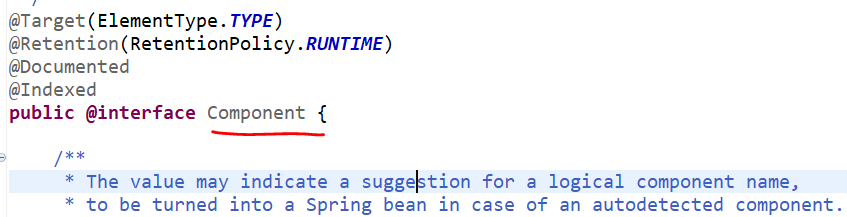 @Target(ElementType.TYPE)
@Retention(RetentionPolicy.RUNTIME)
@Documented
@Indexed
public @interface Component {
/**
* The value may indicate a suggestion for a logical component name,
* to be turned into a Spring bean in case of an autodetected component.